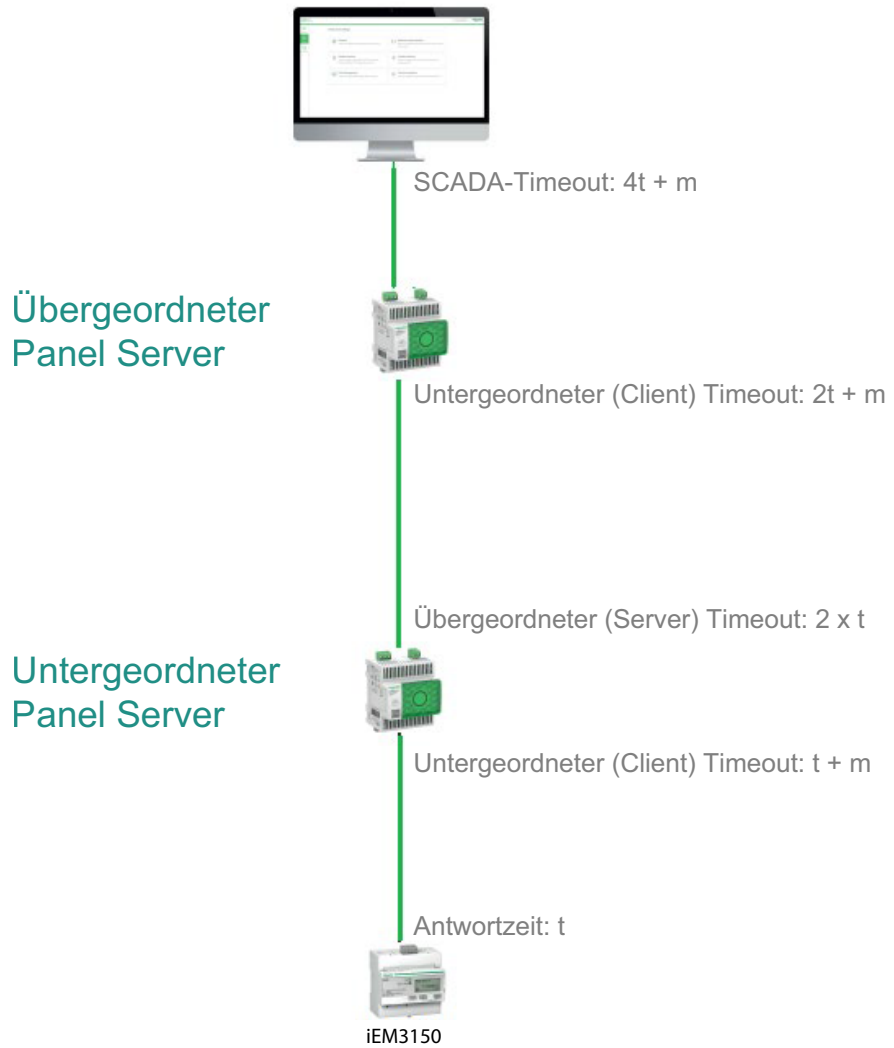 SCADA-Timeout: 4t + m
Übergeordneter
Panel Server
Untergeordneter (Client) Timeout: 2t + m
Übergeordneter (Server) Timeout: 2 x t
Untergeordneter
Panel Server
Untergeordneter (Client) Timeout: t + m
Antwortzeit: t
iEM3150